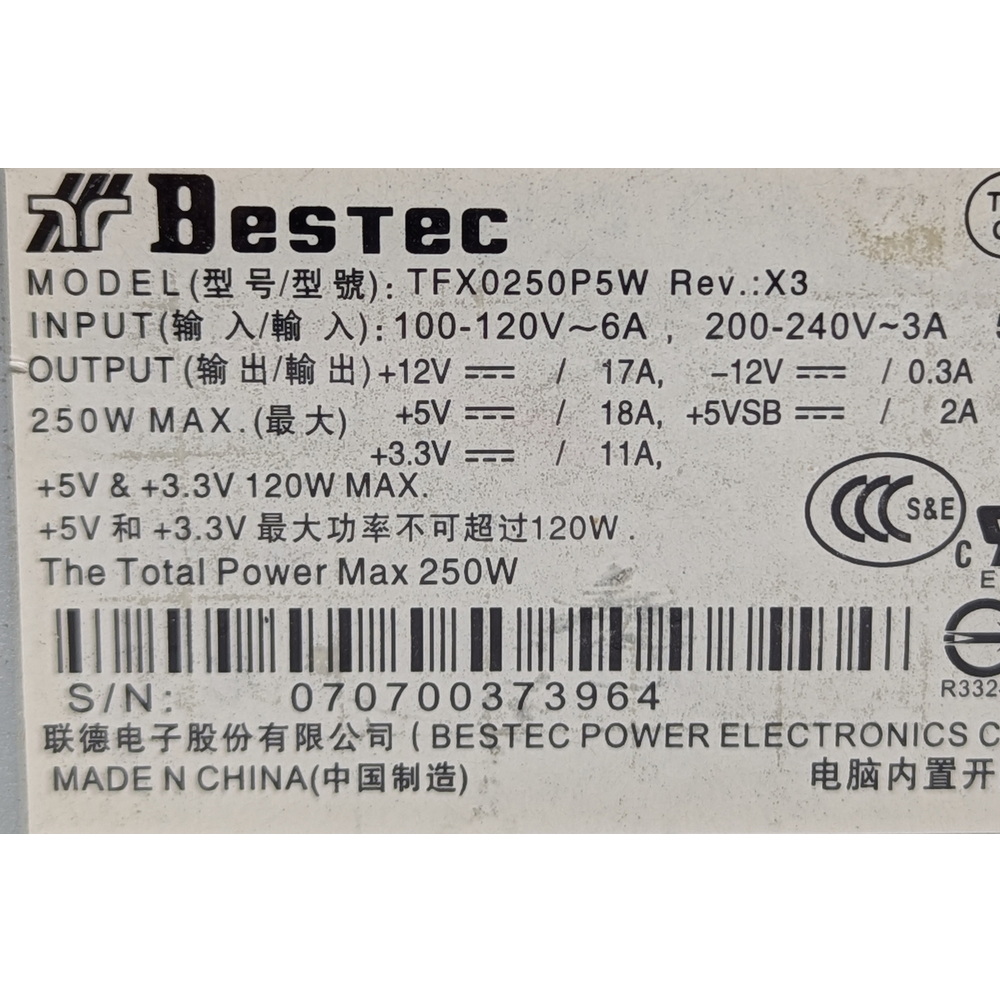 BESTEC
MODEL(型号/型號): TFX0250P5W Rev.:X3
INPUT(输入/輸入): 100-120V~6A , 200-240V~3A
OUTPUT(输出/輸出) +12V ⎓ / 17A, -12V ⎓ / 0.3A
250W MAX.(最大) +5V ⎓ / 18A, +5VSB ⎓ / 2A
+3.3V ⎓ / 11A,
+5V & +3.3V 120W MAX.
+5V 和 +3.3V 最大功率不可超过120W .
CCC S&E
The Total Power Max 250W
S/N: 070700373964
R332
联德电子股份有限公司 ( BESTEC POWER ELECTRONICS C
MADE N CHINA(中国制造)
电脑内置开